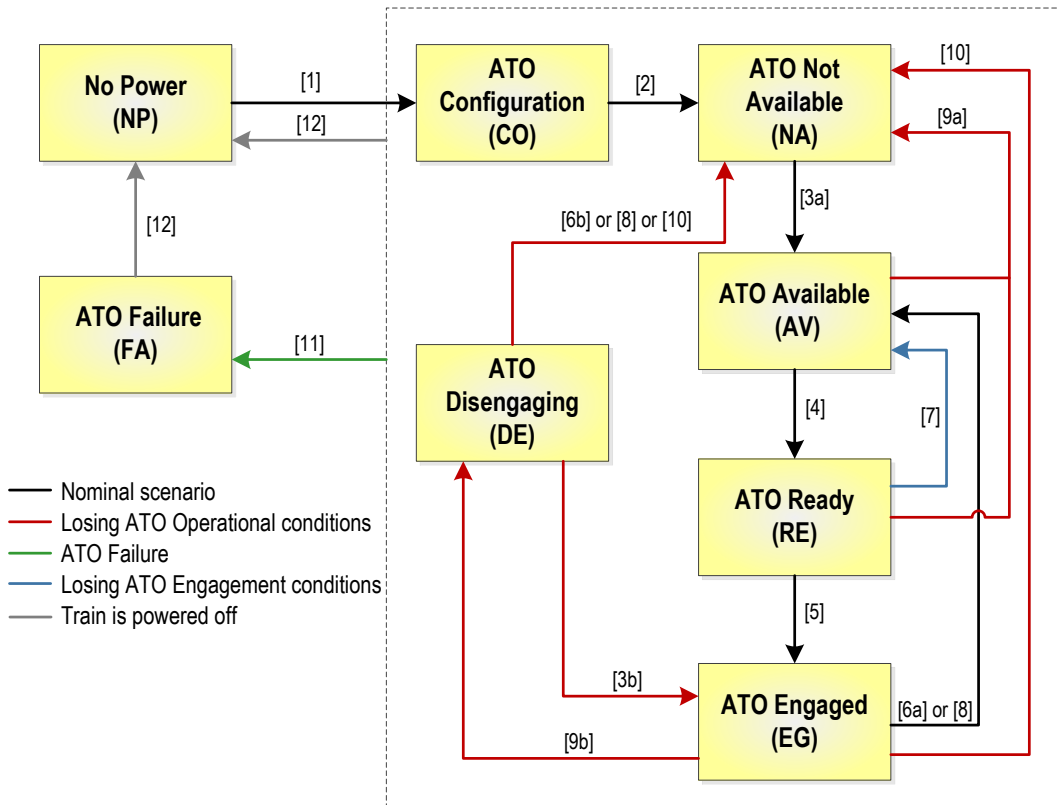 No Power
(NP)
[1]
ATO
Configuration
(CO)
[2]
ATO Not
Available
(NA)
[10]
[9a]
[12]
[12]
[6b] or [8] or [10]
[3a]
ATO Failure
(FA)
[11]
ATO
Disengaging
(DE)
ATO Available
(AV)
[4]
[7]
ATO Ready
(RE)
Nominal scenario
Losing ATO Operational conditions
ATO Failure
Losing ATO Engagement conditions
Train is powered off
[5]
[3b]
[9b]
ATO Engaged
(EG)
[6a] or [8]